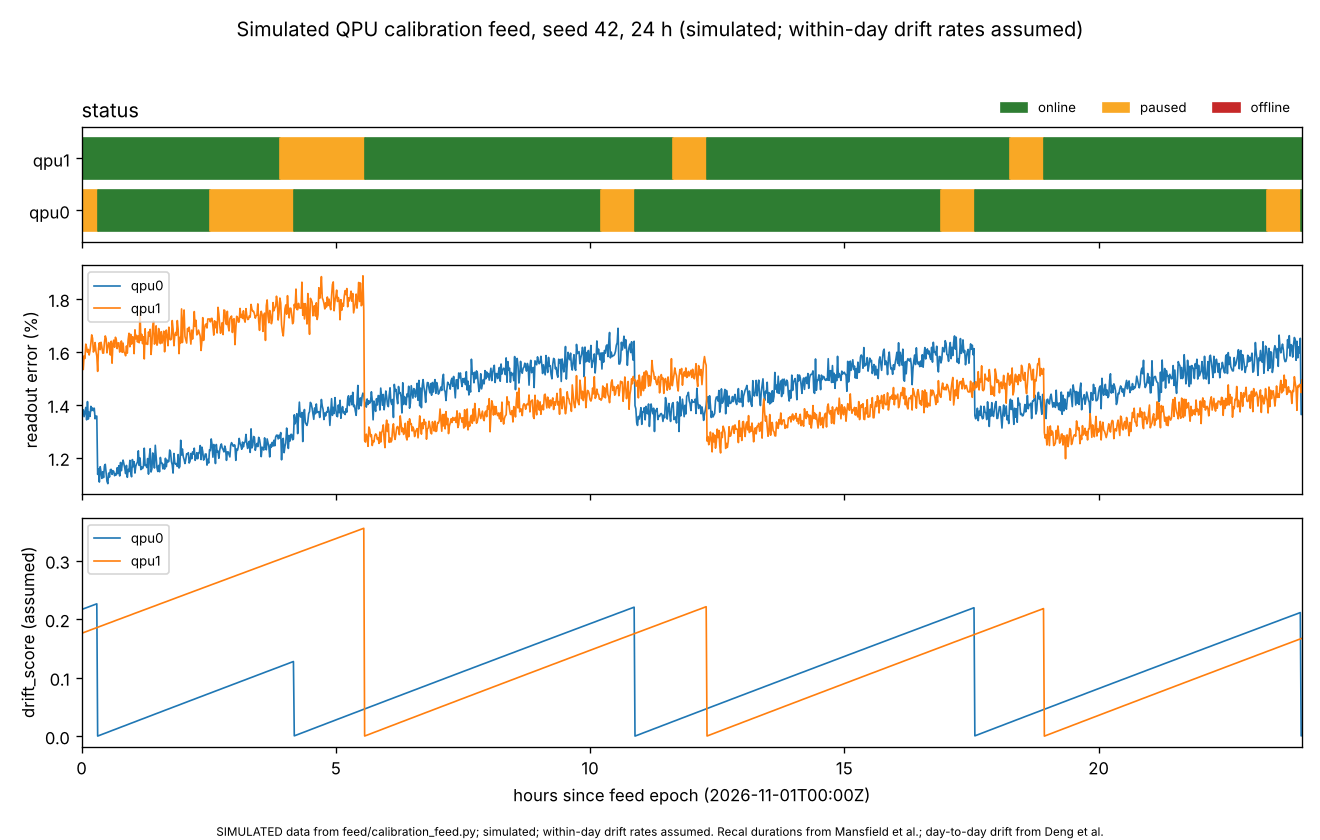 Simulated QPU calibration feed, seed 42, 24 h (simulated; within-day drift rates assumed)
status
online paused offline
qpu1
qpu0
qpu0
qpu1
1.8
1.6
1.4
1.2
readout error (%)
qpu0
qpu1
0.3
0.2
0.1
0.0
drift_score (assumed)
0 5 10 15 20
hours since feed epoch (2026-11-01T00:00Z)
SIMULATED data from feed/calibration_feed.py; simulated; within-day drift rates assumed. Recal durations from Mansfield et al.; day-to-day drift from Deng et al.